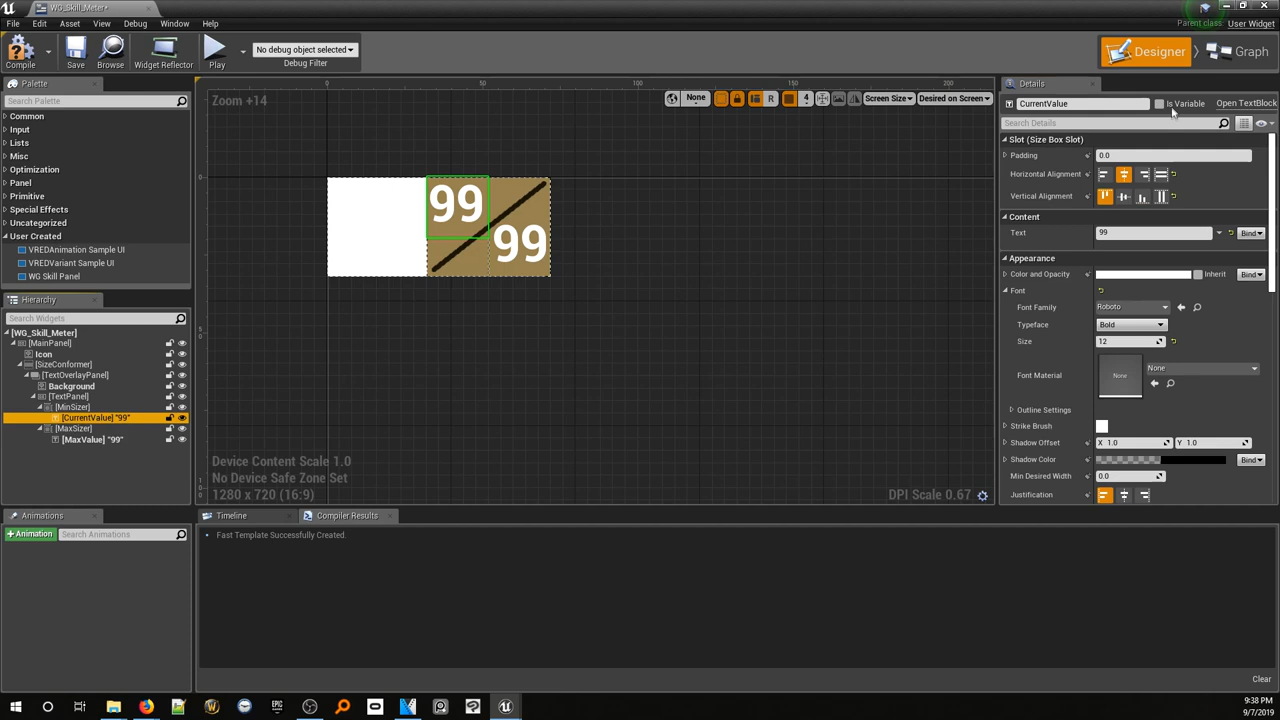 WG_Skill_Meter*
File Edit Asset View Debug Window Help
Parent class: User Widget
Compile Save Browse Widget Reflector Play
No debug object selected
Debug Filter
Designer Graph
Palette
Search Palette
Common
Input
Lists
Misc
Optimization
Panel
Primitive
Special Effects
Uncategorized
User Created
VREDAnimation Sample UI
VREDVariant Sample UI
WG Skill Panel
Hierarchy
Search Widgets
[WG_Skill_Meter]
[MainPanel]
Icon
[SizeConformer]
[TextOverlayPanel]
Background
[TextPanel]
[MinSizer]
[CurrentValue] "99"
[MaxSizer]
[MaxValue] "99"
Animations
+ Animation
Search Animations
0 50 100 150 200
Zoom +14
None R 4 Screen Size Desired on Screen
0
5
0
99
99
Device Content Scale 1.0
No Device Safe Zone Set
1280 x 720 (16:9)
DPI Scale 0.67
Timeline
Compiler Results
Fast Template Successfully Created.
Clear
Details
CurrentValue
Is Variable
Open TextBlock
Search Details
Slot (Size Box Slot)
Padding 0.0
Horizontal Alignment
Vertical Alignment
Content
Text 99 Bind
Appearance
Color and Opacity Inherit Bind
Font
Font Family Roboto
Typeface Bold
Size 12
Font Material None None
Outline Settings
Strike Brush
Shadow Offset X 1.0 Y 1.0
Shadow Color Bind
Min Desired Width 0.0
Justification
9:38 PM
9/7/2019